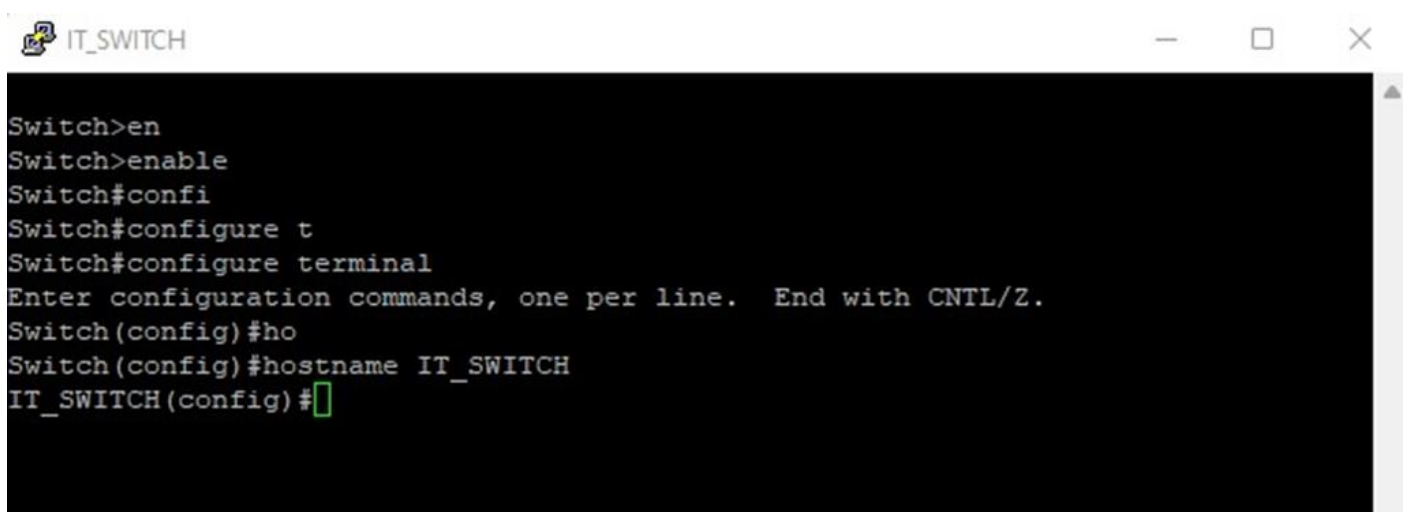 IT_SWITCH
Switch>en
Switch>enable
Switch#confi
Switch#configure t
Switch#configure terminal
Enter configuration commands, one per line.  End with CNTL/Z.
Switch(config)#ho
Switch(config)#hostname IT_SWITCH
IT_SWITCH(config)#